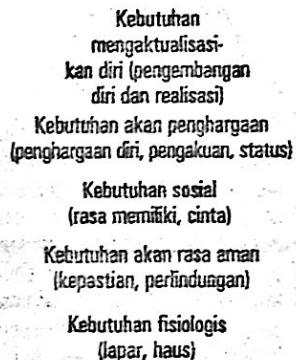 Kebutuhan
mengaktualisasi-
kan diri (pengembangan
diri dan realisasi)
Kebutuhan akan penghargaan
(penghargaan diri, pengakuan, status)
Kebutuhan sosial
(rasa memiliki, cinta)
Kebutuhan akan rasa aman
(kepastian, perlindungan)
Kebutuhan fisiologis
(lapar, haus)